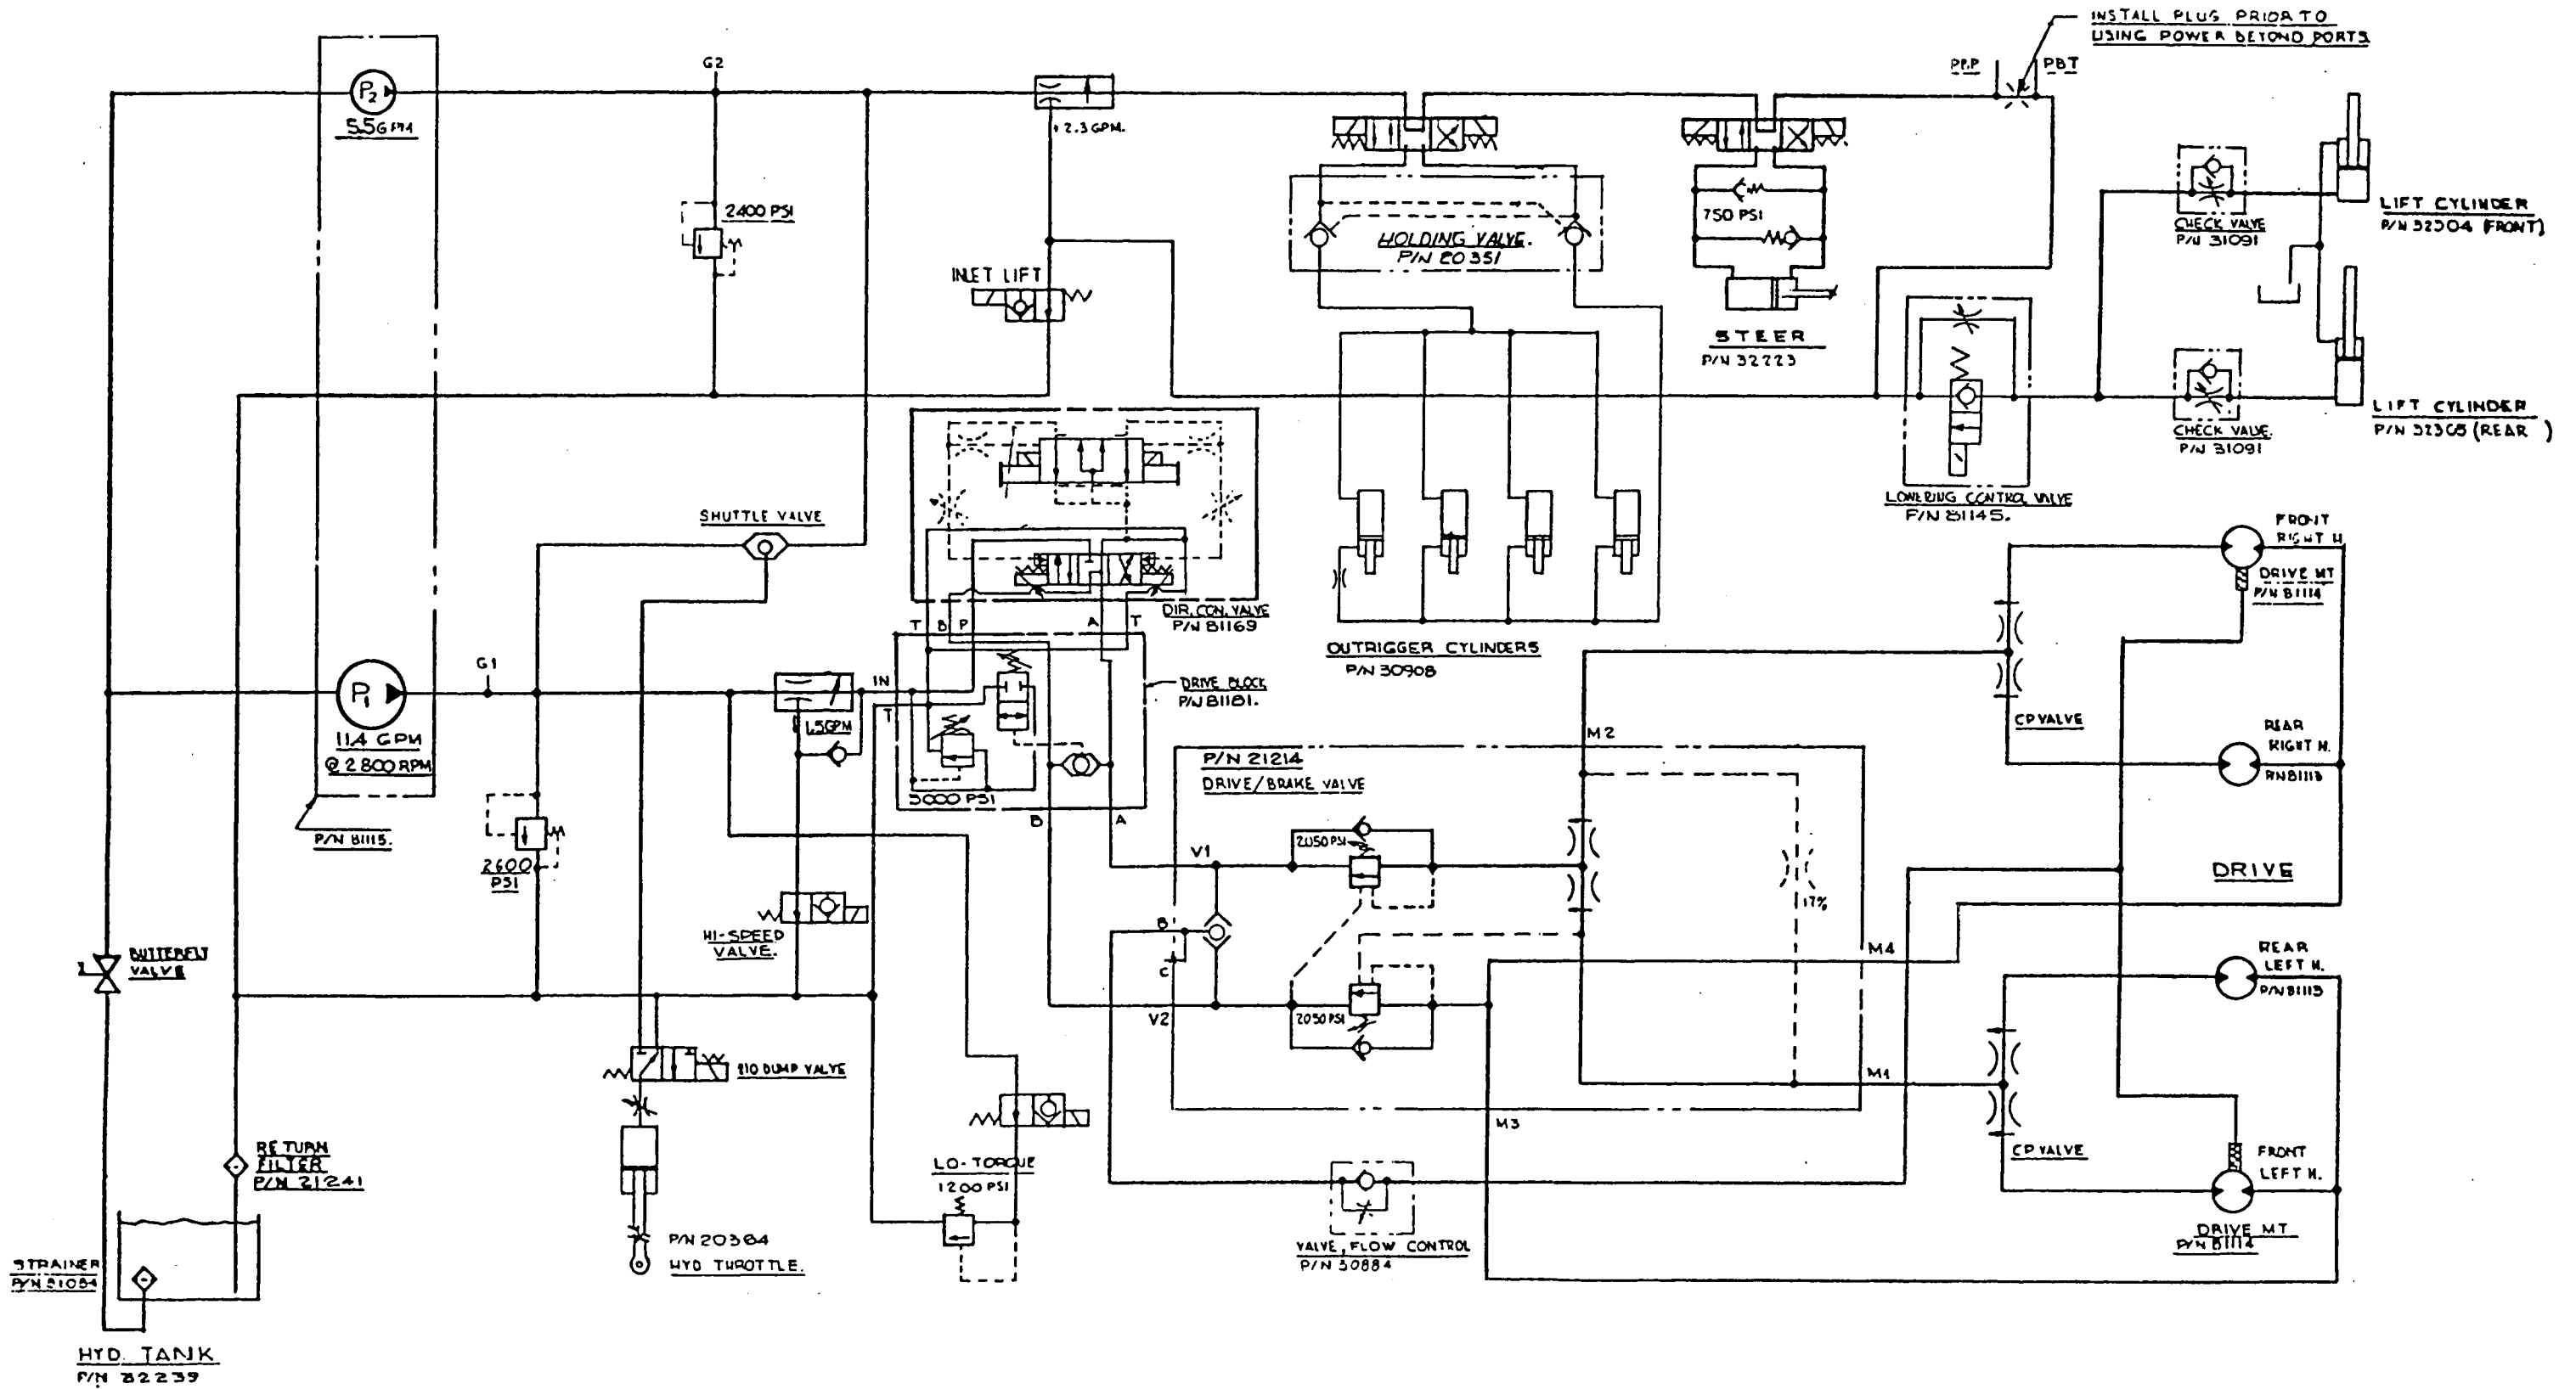 INSTALL PLUG PRIOR TO
USING POWER BEYOND PORTS
PBP
PBT
G2
P2
5.5 GPM
2.3 GPM.
2400 PSI
INLET LIFT
HOLDING VALVE.
P/N 20351
750 PSI
STEER
P/N 32223
CHECK VALVE
P/N 31091
LIFT CYLINDER
P/N 32304 (FRONT)
LIFT CYLINDER
P/N 32305 (REAR )
CHECK VALVE.
P/N 31091
LOWERING CONTROL VALVE
P/N 81145.
SHUTTLE VALVE
DIR. CON. VALVE
P/N 81169
T
B
P
A
T
OUTRIGGER CYLINDERS
P/N 30908
FRONT
RIGHT H.
DRIVE MT
P/N 81114
G1
P1
11.4 GPM
@ 2800 RPM
P/N 81115.
1.5 GPM
IN
T
DRIVE BLOCK
P/N 81181.
3000 PSI
B
A
M2
CP VALVE
REAR
RIGHT H.
P/N 81113
P/N 21214
DRIVE/BRAKE VALVE
2600
PSI
V1
2050 PSI
17%
DRIVE
HI-SPEED
VALVE.
B
C
M4
BUTTERFLY
VALVE
V2
2050 PSI
REAR
LEFT H.
P/N 81113
DUMP VALVE
M1
M3
CP VALVE
RETURN
FILTER
P/N 21241
LO-TORQUE
1200 PSI
FRONT
LEFT H.
DRIVE MT
P/N 81114
P/N 20364
HYD THROTTLE.
VALVE, FLOW CONTROL
P/N 30884
STRAINER
P/N 31084
HYD. TANK
P/N 82239